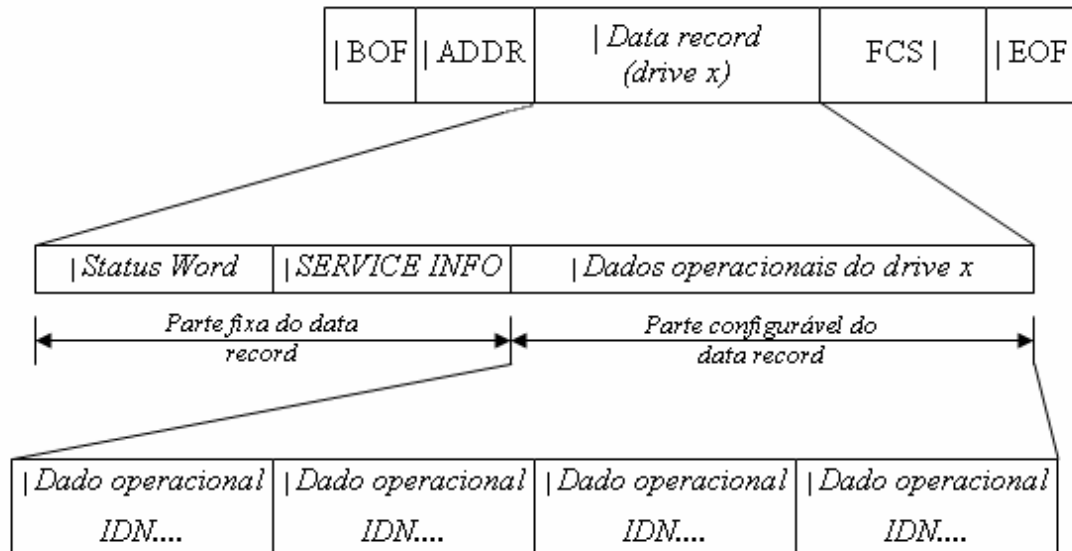 |BOF |ADDR |Data record FCS| |EOF
(drive x)
|Status Word |SERVICE INFO |Dados operacionais do drive x
Parte fixa do data Parte configurável do
record data record
|Dado operacional |Dado operacional |Dado operacional |Dado operacional
IDN.... IDN.... IDN.... IDN....